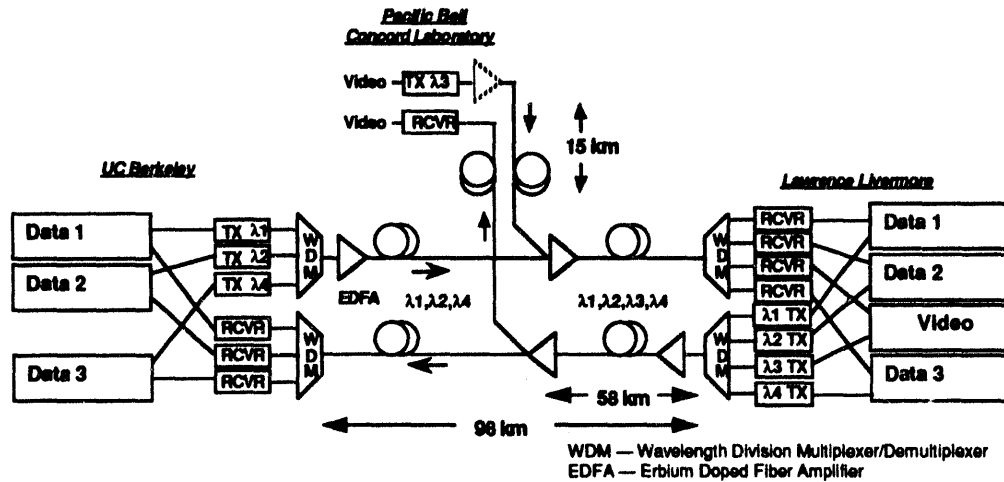 Pacific Bell
Concord Laboratory
Video TX λ3
Video RCVR
15 km
UC Berkeley
Lawrence Livermore
Data 1
Data 2
Data 3
TX λ1
TX λ2
TX λ4
WDM
EDFA
λ1,λ2,λ4
λ1,λ2,λ3,λ4
RCVR
RCVR
RCVR
WDM
WDM
RCVR
RCVR
RCVR
RCVR
WDM
λ1 TX
λ2 TX
λ3 TX
λ4 TX
Data 1
Data 2
Video
Data 3
58 km
98 km
WDM — Wavelength Division Multiplexer/Demultiplexer
EDFA — Erbium Doped Fiber Amplifier